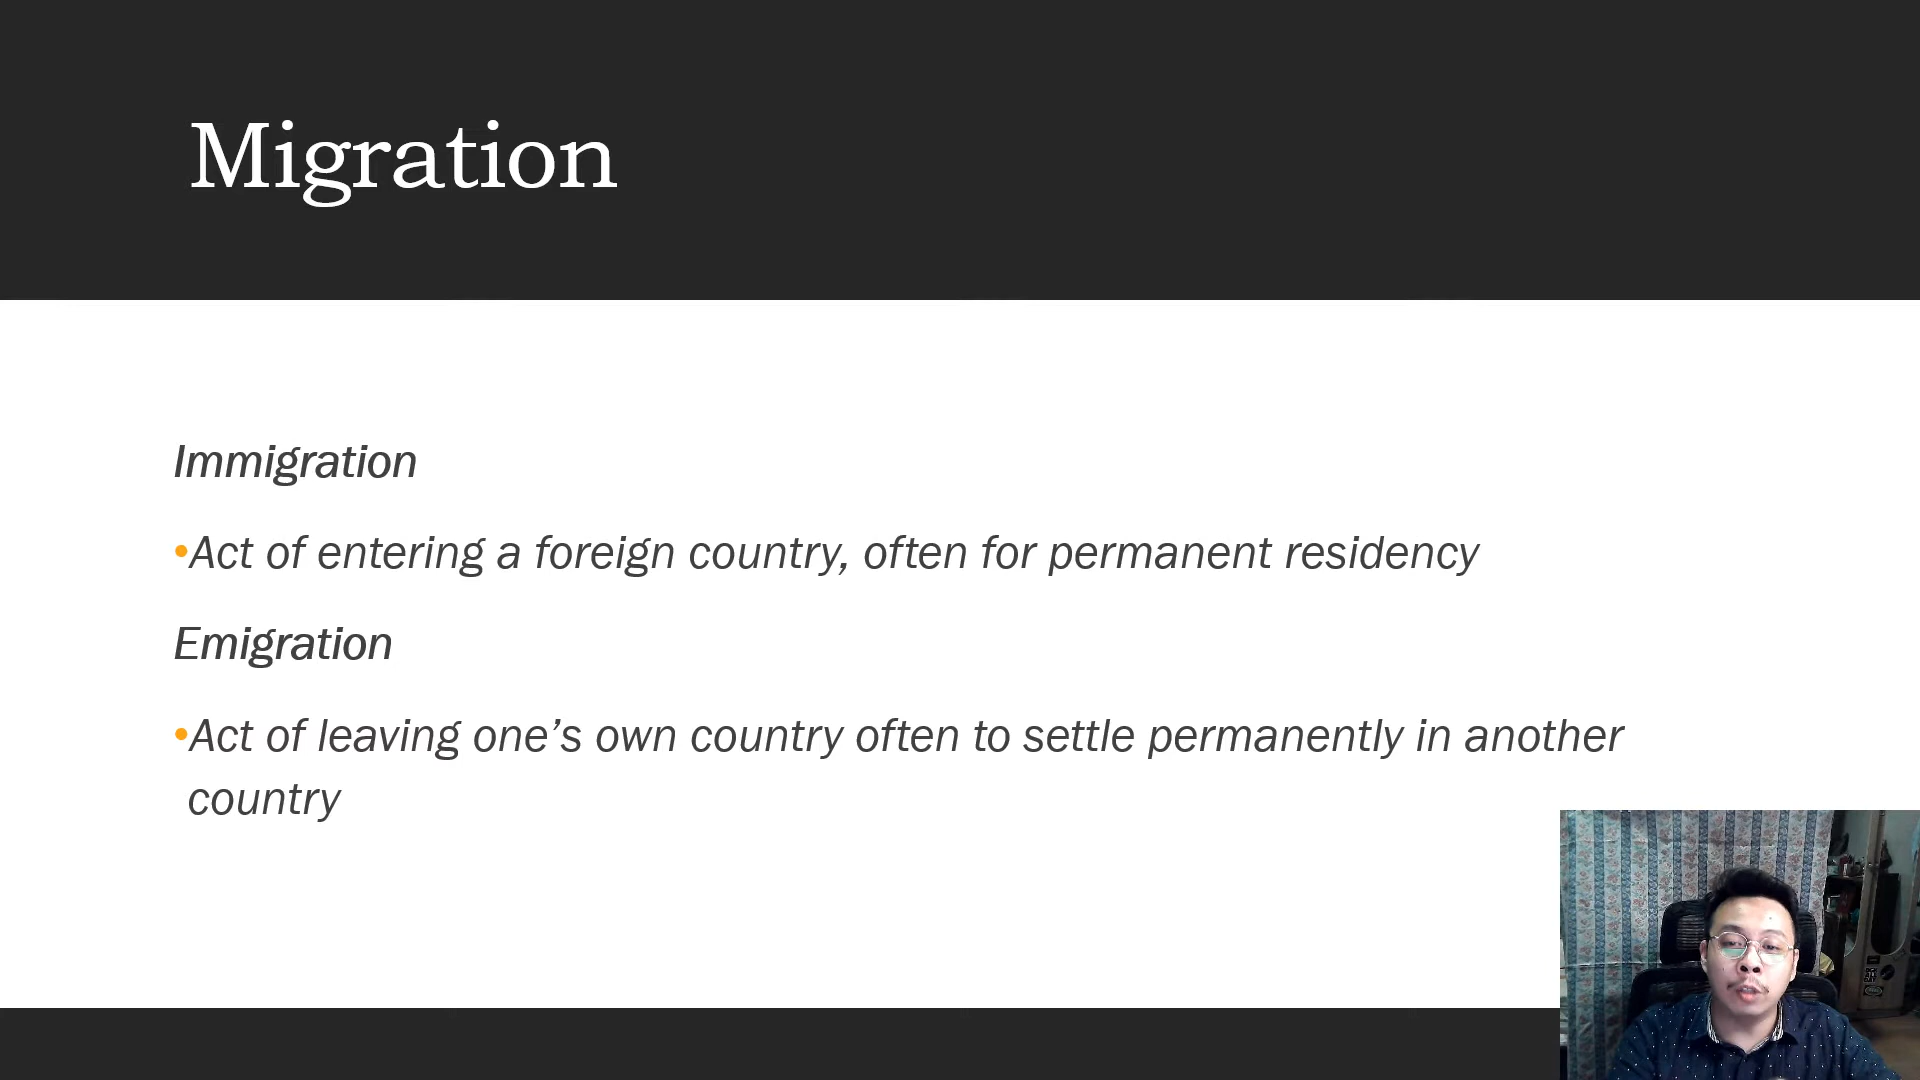 Migration
Immigration
•Act of entering a foreign country, often for permanent residency
Emigration
•Act of leaving one’s own country often to settle permanently in another
country